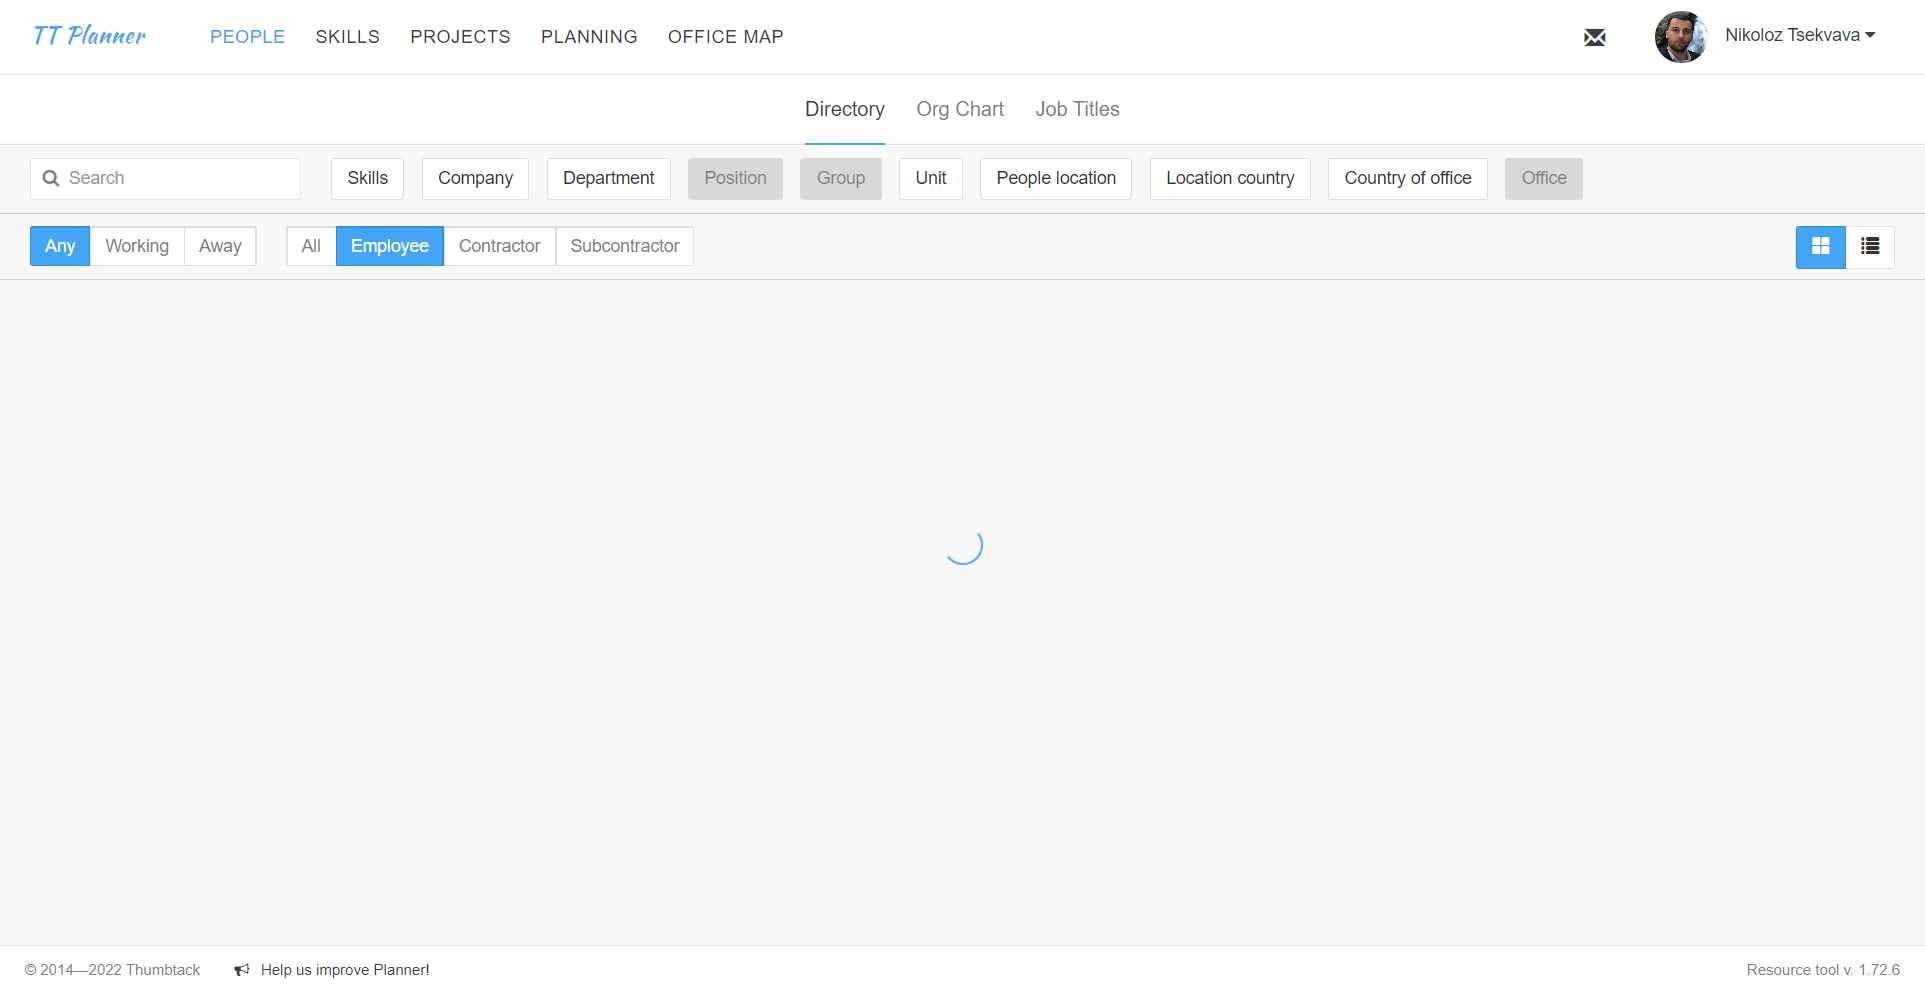 TT Planner PEOPLE SKILLS PROJECTS PLANNING OFFICE MAP Nikoloz Tsekvava
Directory Org Chart Job Titles
Search Skills Company Department Position Group Unit People location Location country Country of office Office
Any Working Away All Employee Contractor Subcontractor
© 2014—2022 Thumbtack Help us improve Planner! Resource tool v. 1.72.6